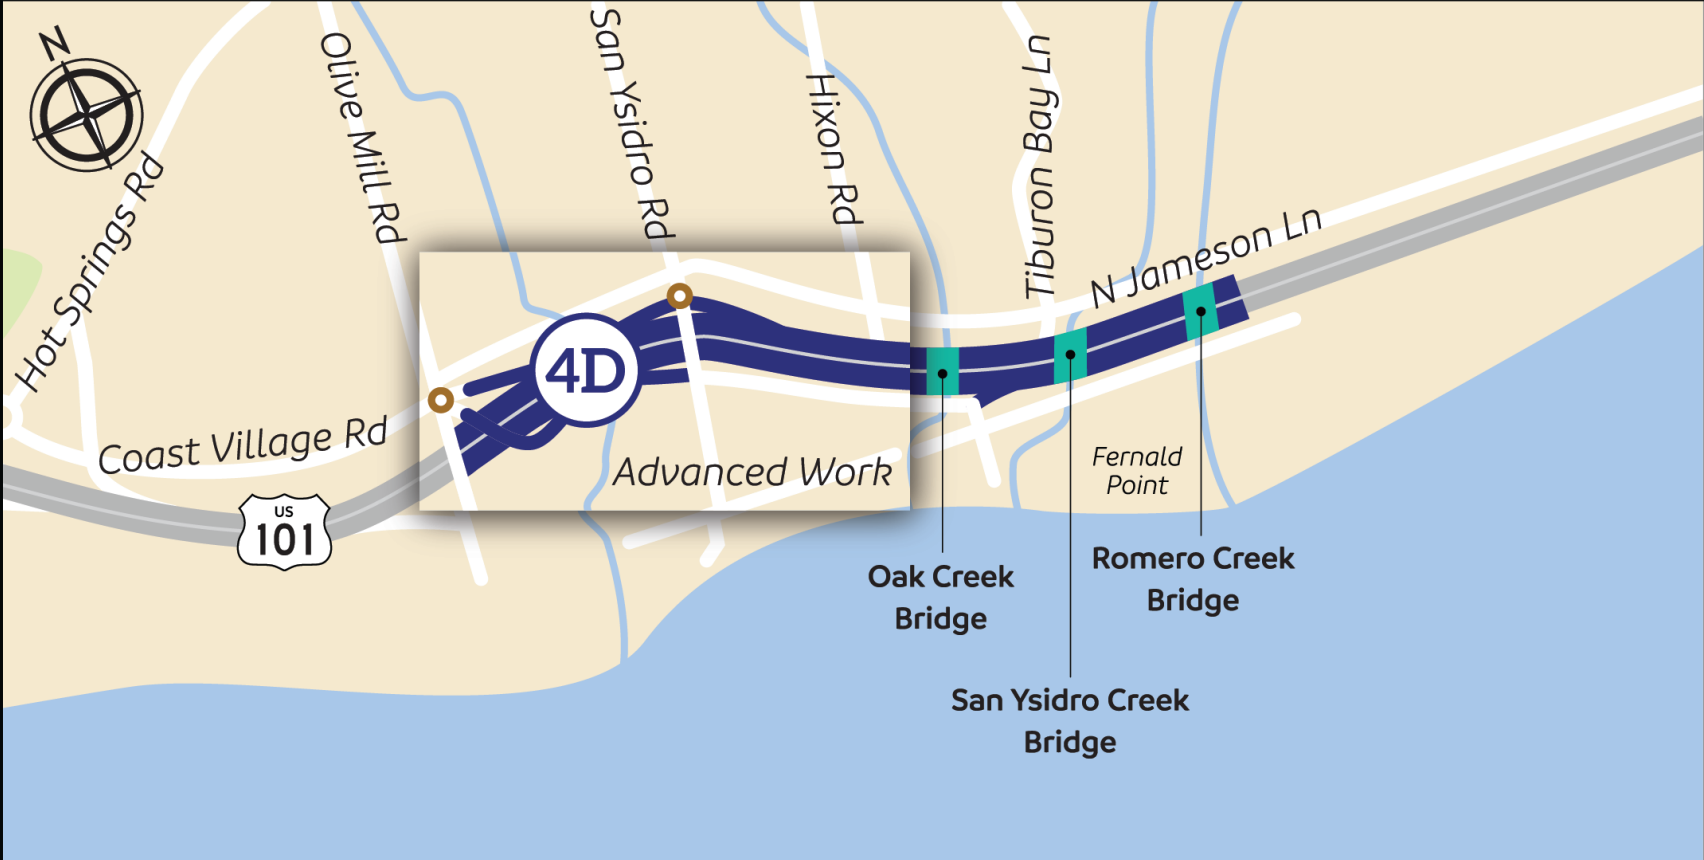 N
Hot Springs Rd
Olive Mill Rd
San Ysidro Rd
Hixon Rd
Tiburon Bay Ln
N Jameson Ln
4D
Coast Village Rd
Advanced Work
US
101
Fernald
Point
Oak Creek
Bridge
Romero Creek
Bridge
San Ysidro Creek
Bridge